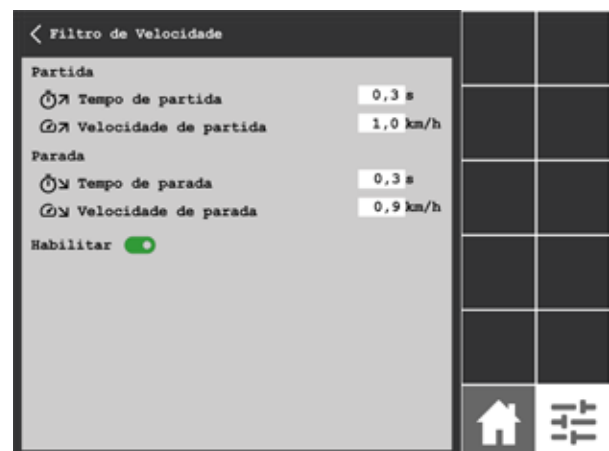 Filtro de Velocidade
Partida
Tempo de partida 0,3 s
Velocidade de partida 1,0 km/h
Parada
Tempo de parada 0,3 s
Velocidade de parada 0,9 km/h
Habilitar